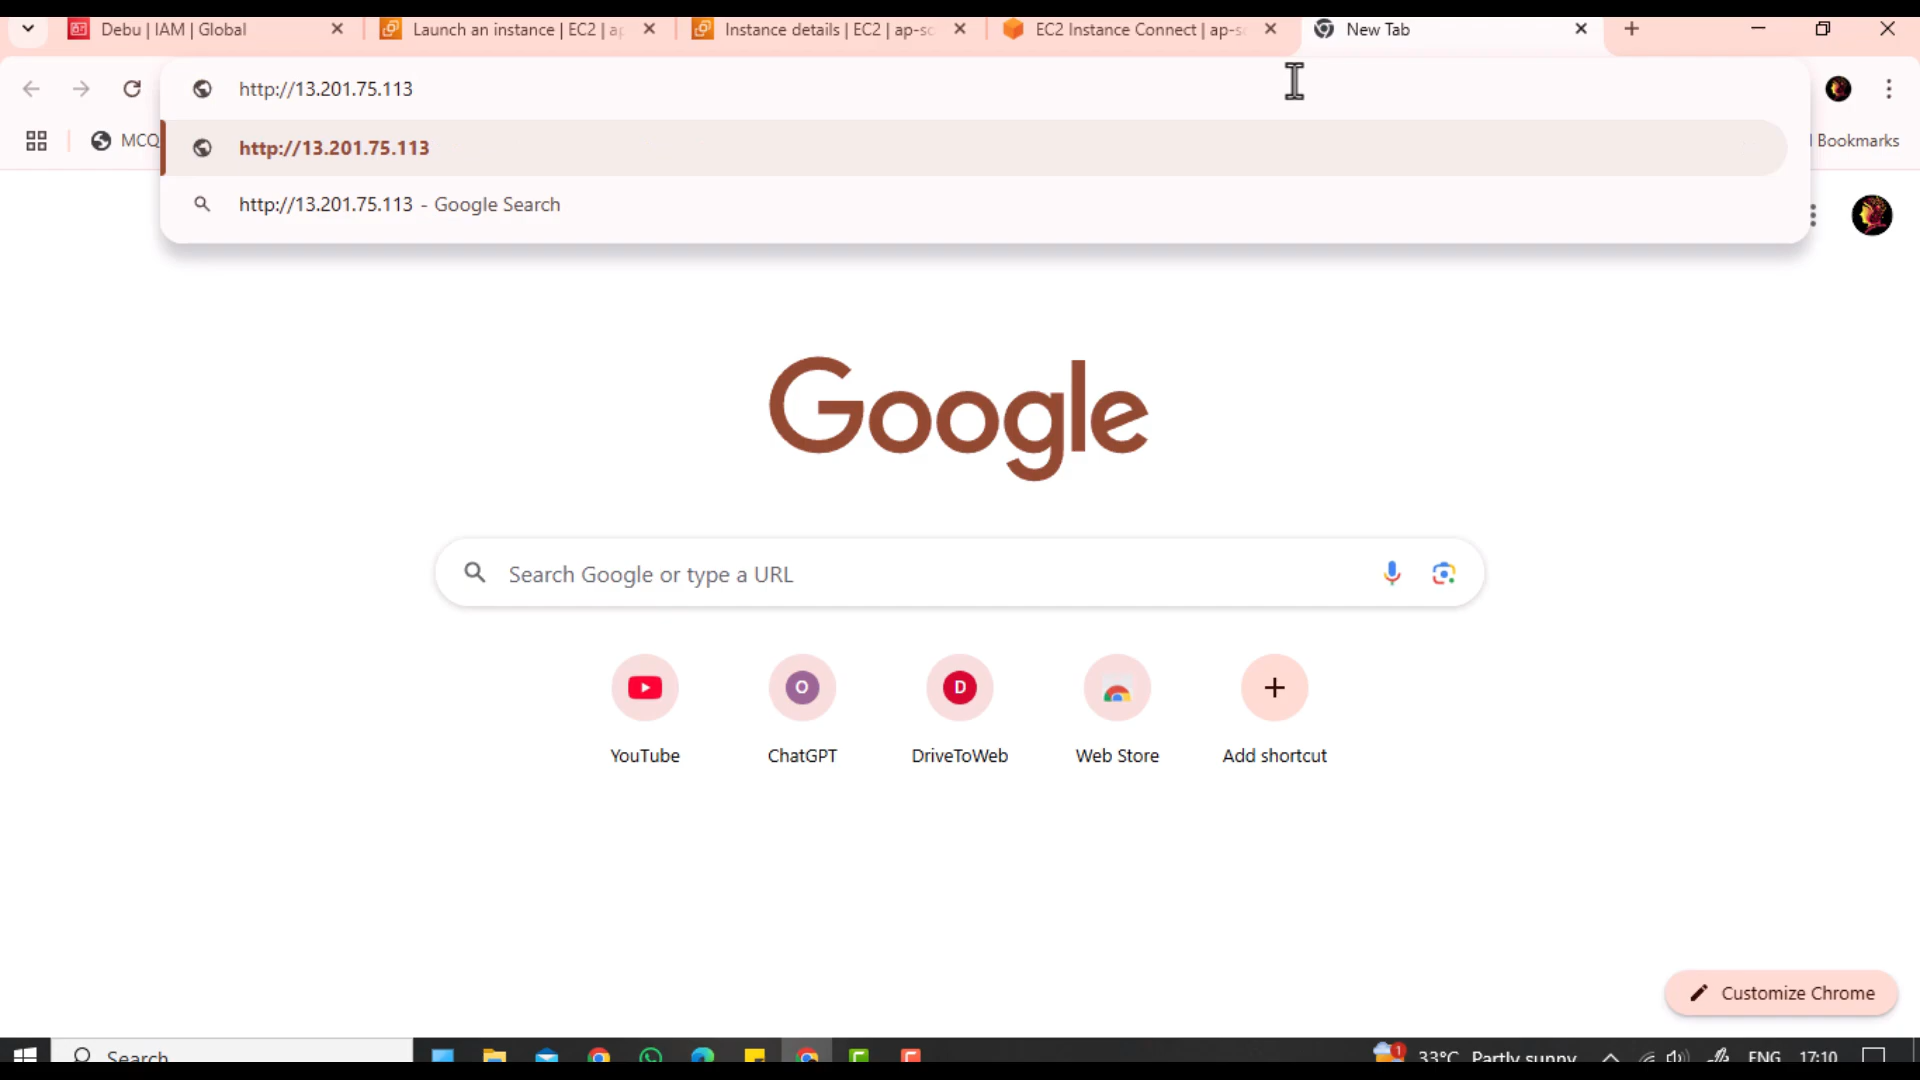 Debu | IAM | Global
Launch an instance | EC2 | ap
Instance details | EC2 | ap-sc
EC2 Instance Connect | ap-s
New Tab
http://13.201.75.113
MCQ
http://13.201.75.113
Bookmarks
http://13.201.75.113 - Google Search
Google
Search Google or type a URL
O
D
YouTube
ChatGPT
DriveToWeb
Web Store
Add shortcut
Customize Chrome
Search
1
33°C Partly sunny
ENG
17:10